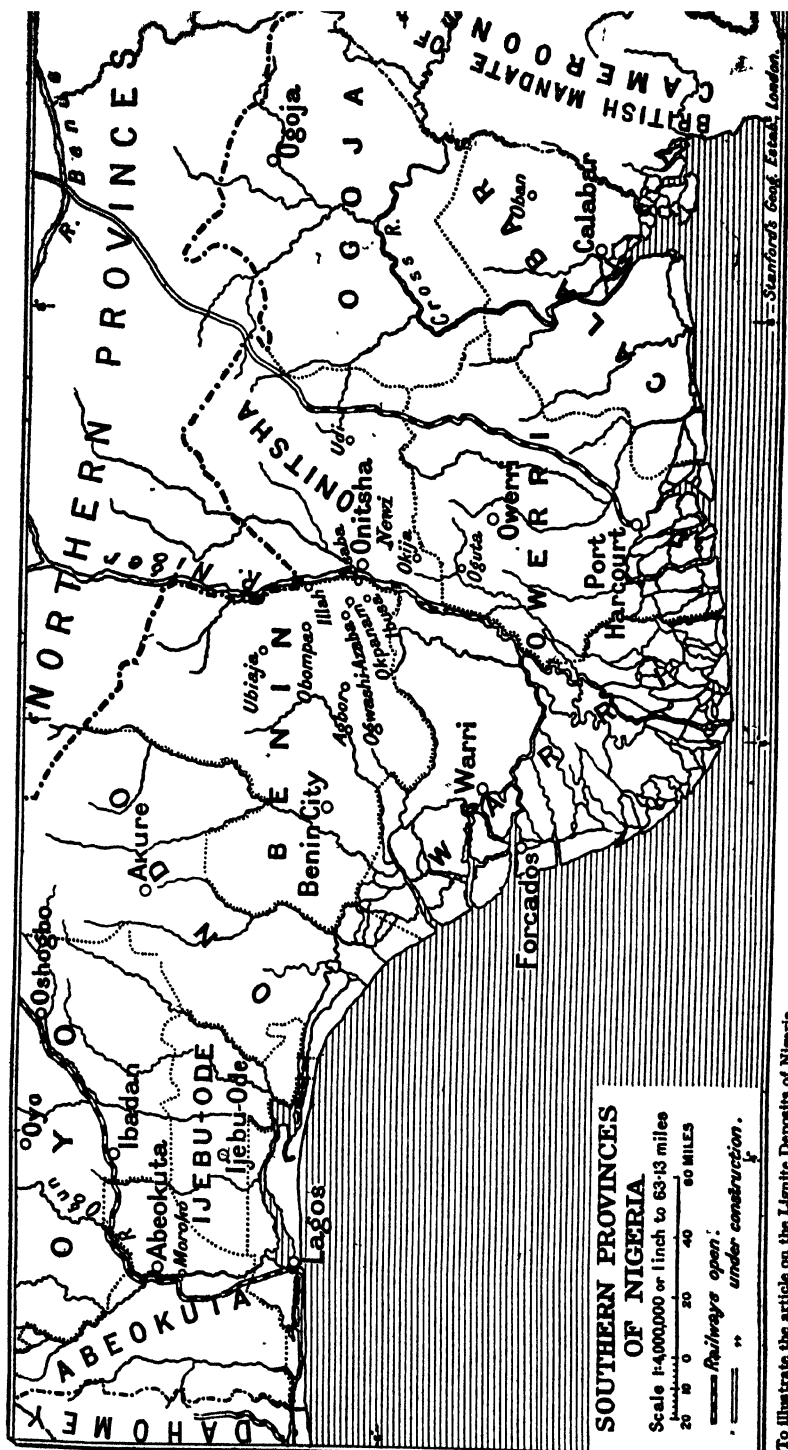 NORTHERN PROVINCES
R. Niger
R. Benue
DAHOMEY
ABEOKUTA
OYO
Oyo
Oshogbo
R. Osun
Ibadan
Abeokuta
Moroko
IJEBU-ODE
Ijebu-Ode
Lagos
ONDO
Akure
BENIN
Benin City
Ubiaja
Obompa
Illah
Agbor
Ogwashi-Azaba
Okpanam
Ibusa
ONITSHA
Onitsha
Newi
Udi
Okija
Oguta
Owerri
OWERRI
Port
Harcourt
WARRI
Warri
Forcados
OGOJA
Ogoja
Cross R.
CALABAR
Oban
Calabar
BRITISH MANDATE
OF
CAMEROON
SOUTHERN PROVINCES
OF NIGERIA
Scale 1:4,000,000 or 1 inch to 63·13 miles
20 10 0 20 40 60 MILES
Railways open:
„ under construction.
Stanford's Geog. Estabt., London.
To illustrate the article on the Lignite Deposits of Nigeria